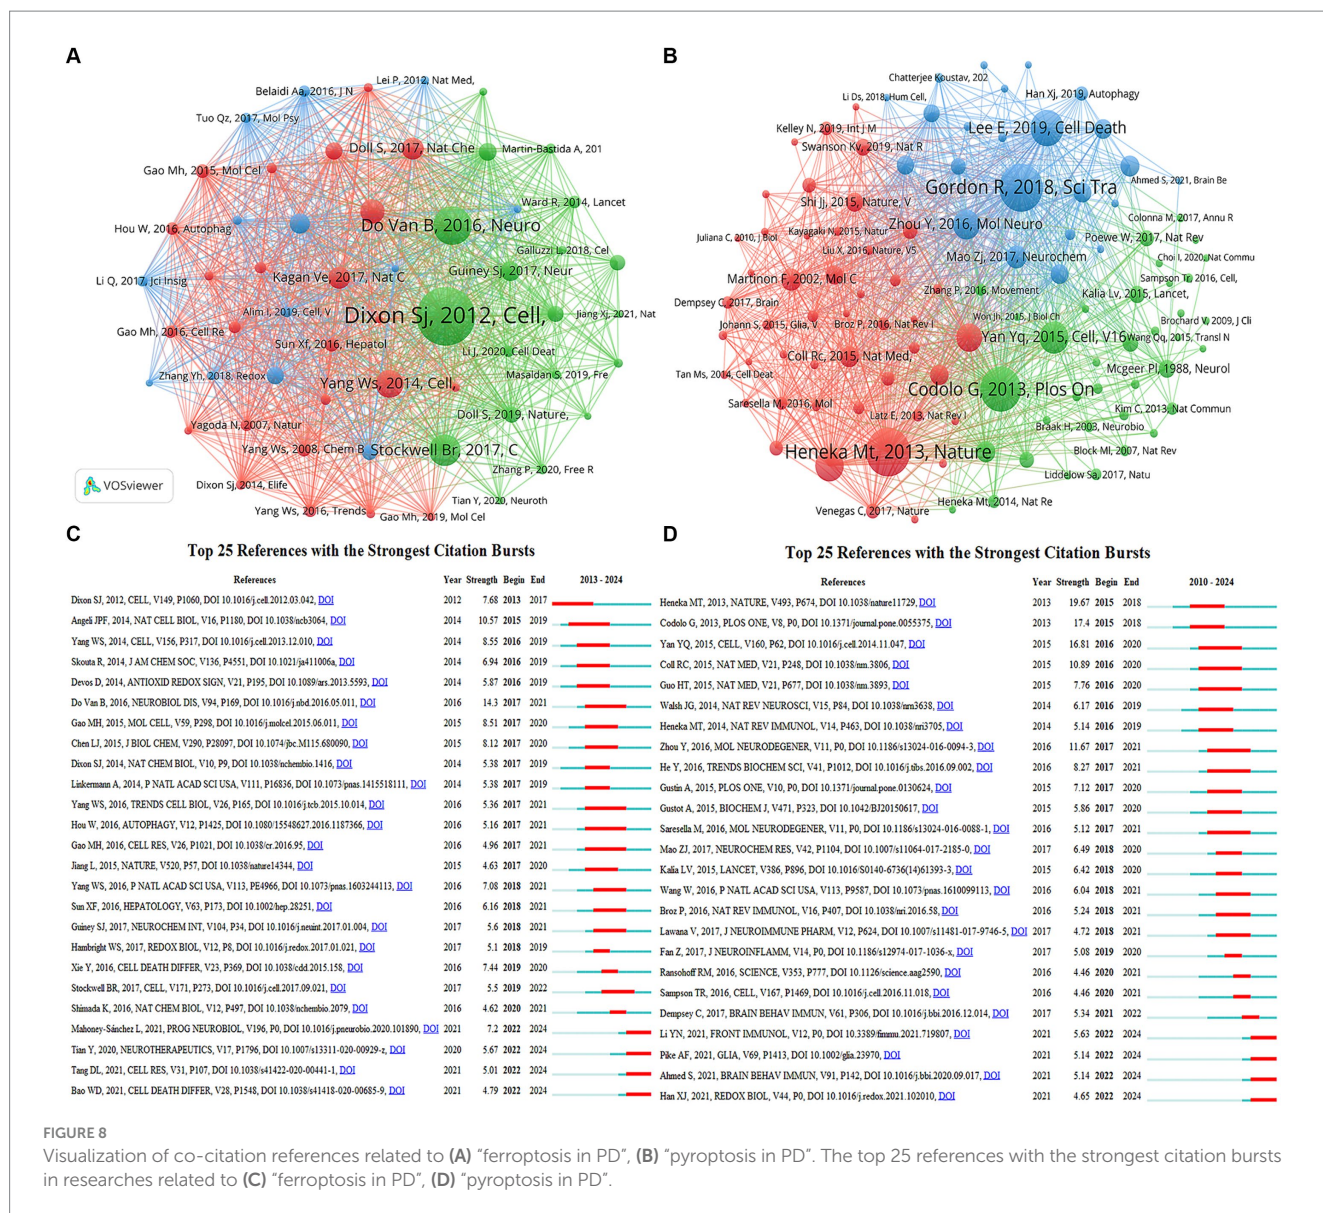 A
B
Lei P, 2012, Nat Med,
Belaidi Aa, 2016, J N
Tuo Qz, 2017, Mol Psy
Doll S, 2017, Nat Che
Martin-Bastida A, 201
Gao Mh, 2015, Mol Cel
Ward R, 2014, Lancet
Do Van B, 2016, Neuro
Hou W, 2016, Autophag
Galluzzi L, 2018, Cel
Kagan Ve, 2017, Nat C
Guiney Sj, 2017, Neur
Li Q, 2017, Jci Insig
Alim I, 2019, Cell, V
Dixon Sj, 2012, Cell,
Jiang Xj, 2021, Nat
Gao Mh, 2016, Cell Re
Sun Xf, 2016, Hepatol
Li J, 2020, Cell Deat
Zhang Yh, 2018, Redox
Yang Ws, 2014, Cell,
Masaldan S, 2019, Fre
Doll S, 2019, Nature,
Yagoda N, 2007, Natur
Yang Ws, 2008, Chem B
Stockwell Br, 2017, C
Zhang P, 2020, Free R
Dixon Sj, 2014, Elife
Tian Y, 2020, Neuroth
Yang Ws, 2016, Trends
Gao Mh, 2019, Mol Cel
VOSviewer
Chatterjee Koustav, 202
Li Ds, 2018, Hum Cell,
Han Xj, 2019, Autophagy
Kelley N, 2019, Int J M
Lee E, 2019, Cell Death
Swanson Kv, 2019, Nat R
Gordon R, 2018, Sci Tra
Ahmed S, 2021, Brain Be
Shi Jj, 2015, Nature, V
Zhou Y, 2016, Mol Neuro
Colonna M, 2017, Annu R
Juliana C, 2010, J Biol
Kayagaki N, 2015, Natur
Poewe W, 2017, Nat Rev
Liu X, 2016, Nature, V5
Mao Zj, 2017, Neurochem
Choi I, 2020, Nat Commu
Martinon F, 2002, Mol C
Sampson Tr, 2016, Cell,
Zhang P, 2016, Movement
Kalia Lv, 2015, Lancet,
Dempsey C, 2017, Brain
Won Jh, 2015, J Biol Ch
Brochard V, 2009, J Cli
Johann S, 2015, Glia, V
Broz P, 2016, Nat Rev I
Yan Yq, 2015, Cell, V16
Wang Qq, 2015, Transl N
Coll Rc, 2015, Nat Med,
Tan Ms, 2014, Cell Deat
Codolo G, 2013, Plos On
Mcgeer Pl, 1988, Neurol
Saresella M, 2016, Mol
Latz E, 2013, Nat Rev I
Kim C, 2013, Nat Commun
Braak H, 2003, Neurobio
Heneka Mt, 2013, Nature
Block Ml, 2007, Nat Rev
Liddelow Sa, 2017, Natu
Venegas C, 2017, Nature
Heneka Mt, 2014, Nat Re
C
Top 25 References with the Strongest Citation Bursts
References Year Strength Begin End 2013 - 2024
Dixon SJ, 2012, CELL, V149, P1060, DOI 10.1016/j.cell.2012.03.042, DOI 2012 7.68 2013 2017
Angeli JPF, 2014, NAT CELL BIOL, V16, P1180, DOI 10.1038/ncb3064, DOI 2014 10.57 2015 2019
Yang WS, 2014, CELL, V156, P317, DOI 10.1016/j.cell.2013.12.010, DOI 2014 8.55 2016 2019
Skouta R, 2014, J AM CHEM SOC, V136, P4551, DOI 10.1021/ja411006a, DOI 2014 6.94 2016 2019
Devos D, 2014, ANTIOXID REDOX SIGN, V21, P195, DOI 10.1089/ars.2013.5593, DOI 2014 5.87 2016 2019
Do Van B, 2016, NEUROBIOL DIS, V94, P169, DOI 10.1016/j.nbd.2016.05.011, DOI 2016 14.3 2017 2021
Gao MH, 2015, MOL CELL, V59, P298, DOI 10.1016/j.molcel.2015.06.011, DOI 2015 8.51 2017 2020
Chen LJ, 2015, J BIOL CHEM, V290, P28097, DOI 10.1074/jbc.M115.680090, DOI 2015 8.12 2017 2020
Dixon SJ, 2014, NAT CHEM BIOL, V10, P9, DOI 10.1038/nchembio.1416, DOI 2014 5.38 2017 2019
Linkermann A, 2014, P NATL ACAD SCI USA, V111, P16836, DOI 10.1073/pnas.1415518111, DOI 2014 5.38 2017 2019
Yang WS, 2016, TRENDS CELL BIOL, V26, P165, DOI 10.1016/j.tcb.2015.10.014, DOI 2016 5.36 2017 2021
Hou W, 2016, AUTOPHAGY, V12, P1425, DOI 10.1080/15548627.2016.1187366, DOI 2016 5.16 2017 2021
Gao MH, 2016, CELL RES, V26, P1021, DOI 10.1038/cr.2016.95, DOI 2016 4.96 2017 2021
Jiang L, 2015, NATURE, V520, P57, DOI 10.1038/nature14344, DOI 2015 4.63 2017 2020
Yang WS, 2016, P NATL ACAD SCI USA, V113, PE4966, DOI 10.1073/pnas.1603244113, DOI 2016 7.08 2018 2021
Sun XF, 2016, HEPATOLOGY, V63, P173, DOI 10.1002/hep.28251, DOI 2016 6.16 2018 2021
Guiney SJ, 2017, NEUROCHEM INT, V104, P34, DOI 10.1016/j.neuint.2017.01.004, DOI 2017 5.6 2018 2021
Hambright WS, 2017, REDOX BIOL, V12, P8, DOI 10.1016/j.redox.2017.01.021, DOI 2017 5.1 2018 2019
Xie Y, 2016, CELL DEATH DIFFER, V23, P369, DOI 10.1038/cdd.2015.158, DOI 2016 7.44 2019 2020
Stockwell BR, 2017, CELL, V171, P273, DOI 10.1016/j.cell.2017.09.021, DOI 2017 5.5 2019 2022
Shimada K, 2016, NAT CHEM BIOL, V12, P497, DOI 10.1038/nchembio.2079, DOI 2016 4.62 2020 2021
Mahoney-Sánchez L, 2021, PROG NEUROBIOL, V196, P0, DOI 10.1016/j.pneurobio.2020.101890, DOI 2021 7.2 2022 2024
Tian Y, 2020, NEUROTHERAPEUTICS, V17, P1796, DOI 10.1007/s13311-020-00929-z, DOI 2020 5.67 2022 2024
Tang DL, 2021, CELL RES, V31, P107, DOI 10.1038/s41422-020-00441-1, DOI 2021 5.01 2022 2024
Bao WD, 2021, CELL DEATH DIFFER, V28, P1548, DOI 10.1038/s41418-020-00685-9, DOI 2021 4.79 2022 2024
D
Top 25 References with the Strongest Citation Bursts
References Year Strength Begin End 2010 - 2024
Heneka MT, 2013, NATURE, V493, P674, DOI 10.1038/nature11729, DOI 2013 19.67 2015 2018
Codolo G, 2013, PLOS ONE, V8, P0, DOI 10.1371/journal.pone.0055375, DOI 2013 17.4 2015 2018
Yan YQ, 2015, CELL, V160, P62, DOI 10.1016/j.cell.2014.11.047, DOI 2015 16.81 2016 2020
Coll RC, 2015, NAT MED, V21, P248, DOI 10.1038/nm.3806, DOI 2015 10.89 2016 2020
Guo HT, 2015, NAT MED, V21, P677, DOI 10.1038/nm.3893, DOI 2015 7.76 2016 2020
Walsh JG, 2014, NAT REV NEUROSCI, V15, P84, DOI 10.1038/nrn3638, DOI 2014 6.17 2016 2019
Heneka MT, 2014, NAT REV IMMUNOL, V14, P463, DOI 10.1038/nri3705, DOI 2014 5.14 2016 2019
Zhou Y, 2016, MOL NEURODEGENER, V11, P0, DOI 10.1186/s13024-016-0094-3, DOI 2016 11.67 2017 2021
He Y, 2016, TRENDS BIOCHEM SCI, V41, P1012, DOI 10.1016/j.tibs.2016.09.002, DOI 2016 8.27 2017 2021
Gustin A, 2015, PLOS ONE, V10, P0, DOI 10.1371/journal.pone.0130624, DOI 2015 7.12 2017 2020
Gustot A, 2015, BIOCHEM J, V471, P323, DOI 10.1042/BJ20150617, DOI 2015 5.86 2017 2020
Saresella M, 2016, MOL NEURODEGENER, V11, P0, DOI 10.1186/s13024-016-0088-1, DOI 2016 5.12 2017 2021
Mao ZJ, 2017, NEUROCHEM RES, V42, P1104, DOI 10.1007/s11064-017-2185-0, DOI 2017 6.49 2018 2020
Kalia LV, 2015, LANCET, V386, P896, DOI 10.1016/S0140-6736(14)61393-3, DOI 2015 6.42 2018 2020
Wang W, 2016, P NATL ACAD SCI USA, V113, P9587, DOI 10.1073/pnas.1610099113, DOI 2016 6.04 2018 2021
Broz P, 2016, NAT REV IMMUNOL, V16, P407, DOI 10.1038/nri.2016.58, DOI 2016 5.24 2018 2021
Lawana V, 2017, J NEUROIMMUNE PHARM, V12, P624, DOI 10.1007/s11481-017-9746-5, DOI 2017 4.72 2018 2021
Fan Z, 2017, J NEUROINFLAMM, V14, P0, DOI 10.1186/s12974-017-1036-x, DOI 2017 5.08 2019 2020
Ransohoff RM, 2016, SCIENCE, V353, P777, DOI 10.1126/science.aag2590, DOI 2016 4.46 2020 2021
Sampson TR, 2016, CELL, V167, P1469, DOI 10.1016/j.cell.2016.11.018, DOI 2016 4.46 2020 2021
Dempsey C, 2017, BRAIN BEHAV IMMUN, V61, P306, DOI 10.1016/j.bbi.2016.12.014, DOI 2017 5.34 2021 2022
Li YN, 2021, FRONT IMMUNOL, V12, P0, DOI 10.3389/fimmu.2021.719807, DOI 2021 5.63 2022 2024
Pike AF, 2021, GLIA, V69, P1413, DOI 10.1002/glia.23970, DOI 2021 5.14 2022 2024
Ahmed S, 2021, BRAIN BEHAV IMMUN, V91, P142, DOI 10.1016/j.bbi.2020.09.017, DOI 2021 5.14 2022 2024
Han XJ, 2021, REDOX BIOL, V44, P0, DOI 10.1016/j.redox.2021.102010, DOI 2021 4.65 2022 2024
FIGURE 8
Visualization of co-citation references related to (A) “ferroptosis in PD”, (B) “pyroptosis in PD”. The top 25 references with the strongest citation bursts
in researches related to (C) “ferroptosis in PD”, (D) “pyroptosis in PD”.